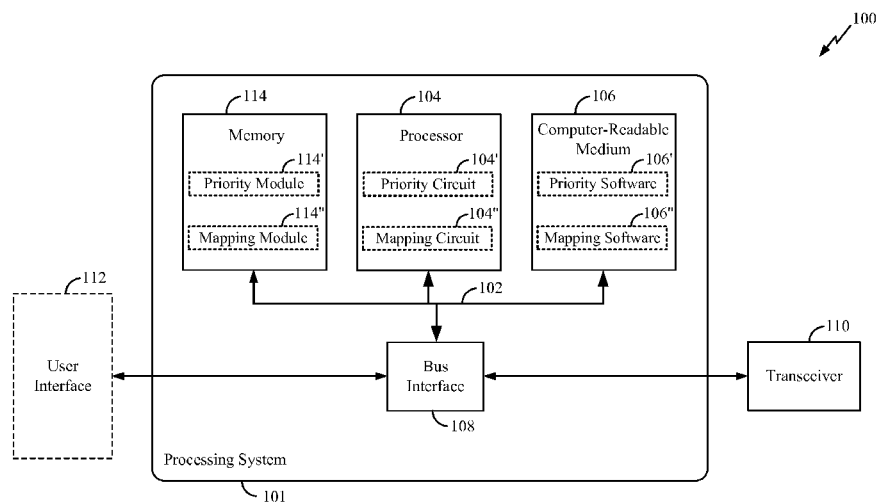 100
114
104
106
Memory
Processor
Computer-Readable
Medium
114'
104'
106'
Priority Module
Priority Circuit
Priority Software
114"
104"
106"
Mapping Module
Mapping Circuit
Mapping Software
102
112
110
User
Interface
Bus
Interface
Transceiver
108
Processing System
101